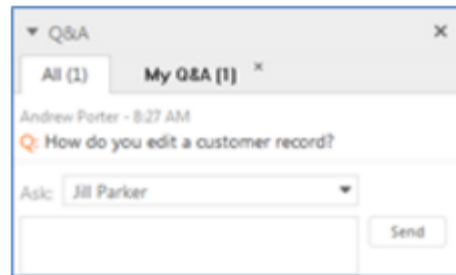 Q&A
All (1) My Q&A (1)
Andrew Porter - 8:27 AM
Q: How do you edit a customer record?
Ask: Jill Parker
Send